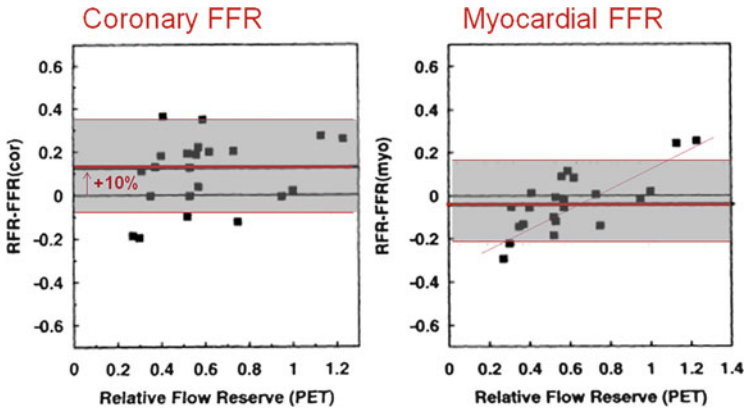 Coronary FFR
RFR-FFR(cor)
0.6
0.4
0.2
0
-0.2
-0.4
-0.6
+10%
0 0.2 0.4 0.6 0.8 1 1.2
Relative Flow Reserve (PET)
Myocardial FFR
RFR-FFR(myo)
0.6
0.4
0.2
0
-0.2
-0.4
-0.6
0 0.2 0.4 0.6 0.8 1 1.2 1.4
Relative Flow Reserve (PET)